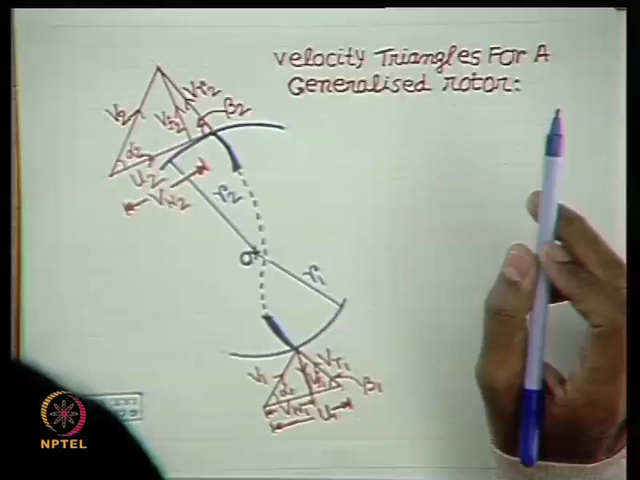 velocity Triangles For A
Generalised rotor:
Vr2
V2
Vf2
β2
α2
U2
Vw2
r2
O
r1
V1
α1
Vf1
Vr1
β1
Vw1
U1
NPTEL